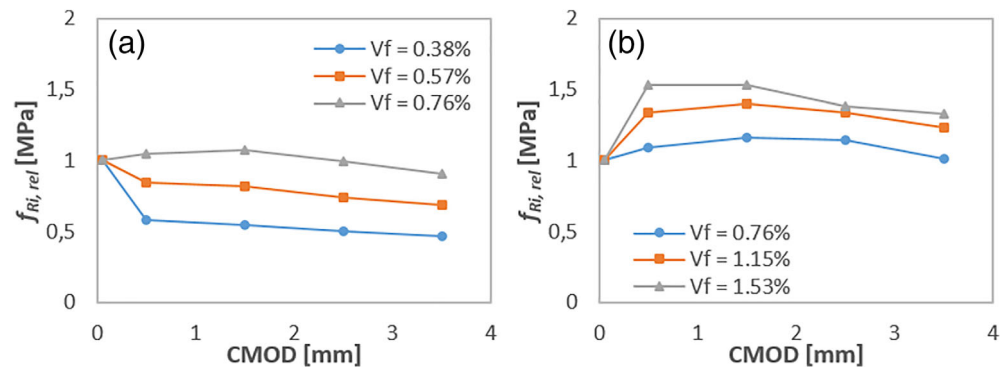 (a)
Vf = 0.38%
Vf = 0.57%
Vf = 0.76%
2
1,5
1
0,5
0
fRi, rel [MPa]
0 1 2 3 4
CMOD [mm]
(b)
2
1,5
1
0,5
0
fRi, rel [MPa]
Vf = 0.76%
Vf = 1.15%
Vf = 1.53%
0 1 2 3 4
CMOD [mm]